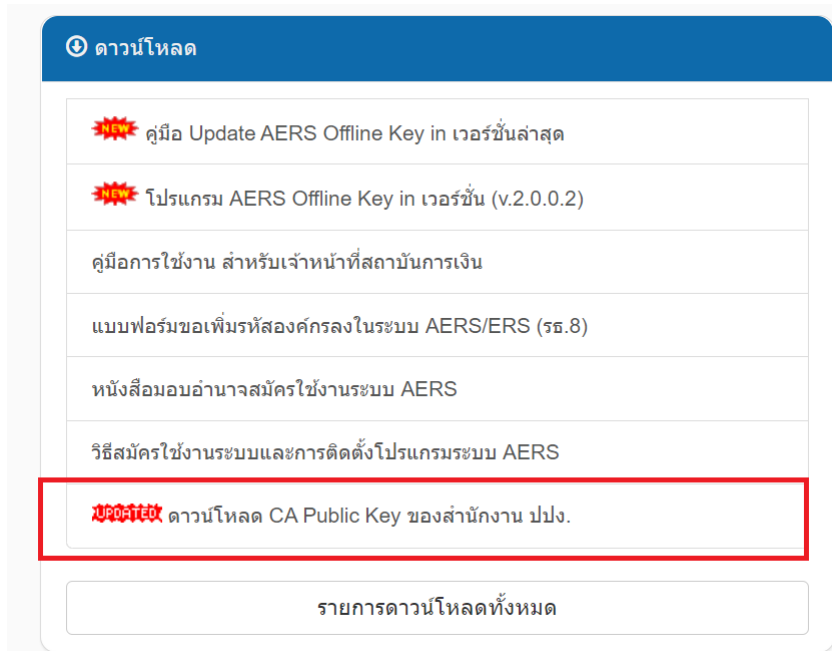 ดาวน์โหลด
NEW คู่มือ Update AERS Offline Key in เวอร์ชั่นล่าสุด
NEW โปรแกรม AERS Offline Key in เวอร์ชั่น (v.2.0.0.2)
คู่มือการใช้งาน สำหรับเจ้าหน้าที่สถาบันการเงิน
แบบฟอร์มขอเพิ่มรหัสองค์กรลงในระบบ AERS/ERS (รธ.8)
หนังสือมอบอำนาจสมัครใช้งานระบบ AERS
วิธีสมัครใช้งานระบบและการติดตั้งโปรแกรมระบบ AERS
UPDATED ดาวน์โหลด CA Public Key ของสำนักงาน ปปง.
รายการดาวน์โหลดทั้งหมด